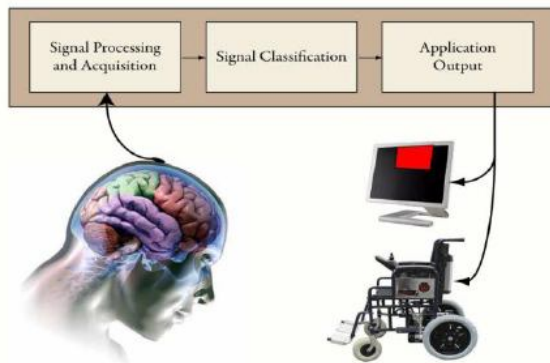 Signal Processing
and Acquisition
Signal Classification
Application
Output